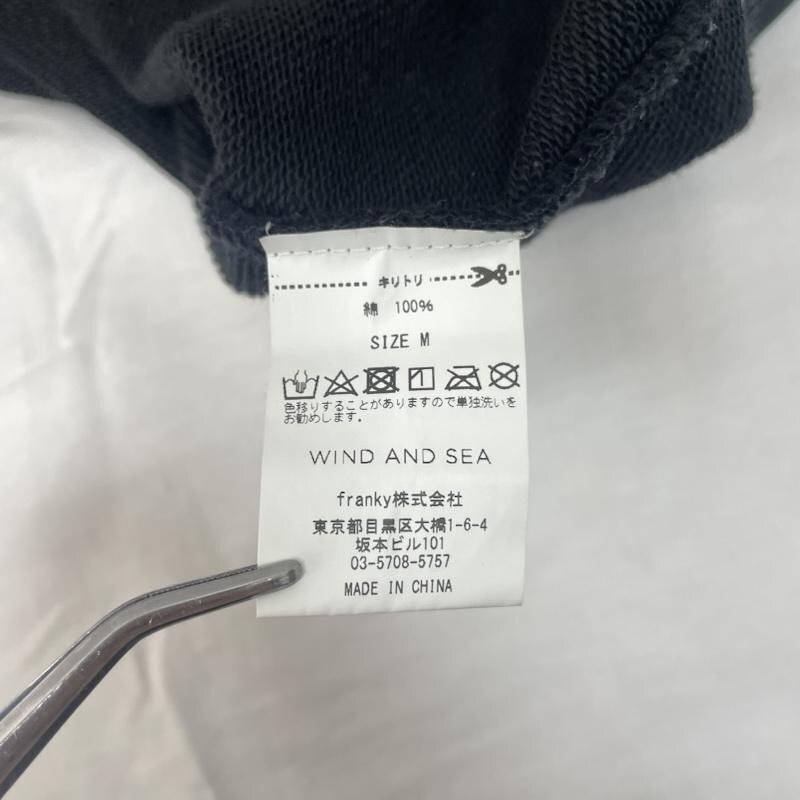 キリトリ
綿 100%
SIZE M
色移りすることがありますので単独洗いを
お勧めします。
WIND AND SEA
franky株式会社
東京都目黒区大橋1-6-4
坂本ビル101
03-5708-5757
MADE IN CHINA